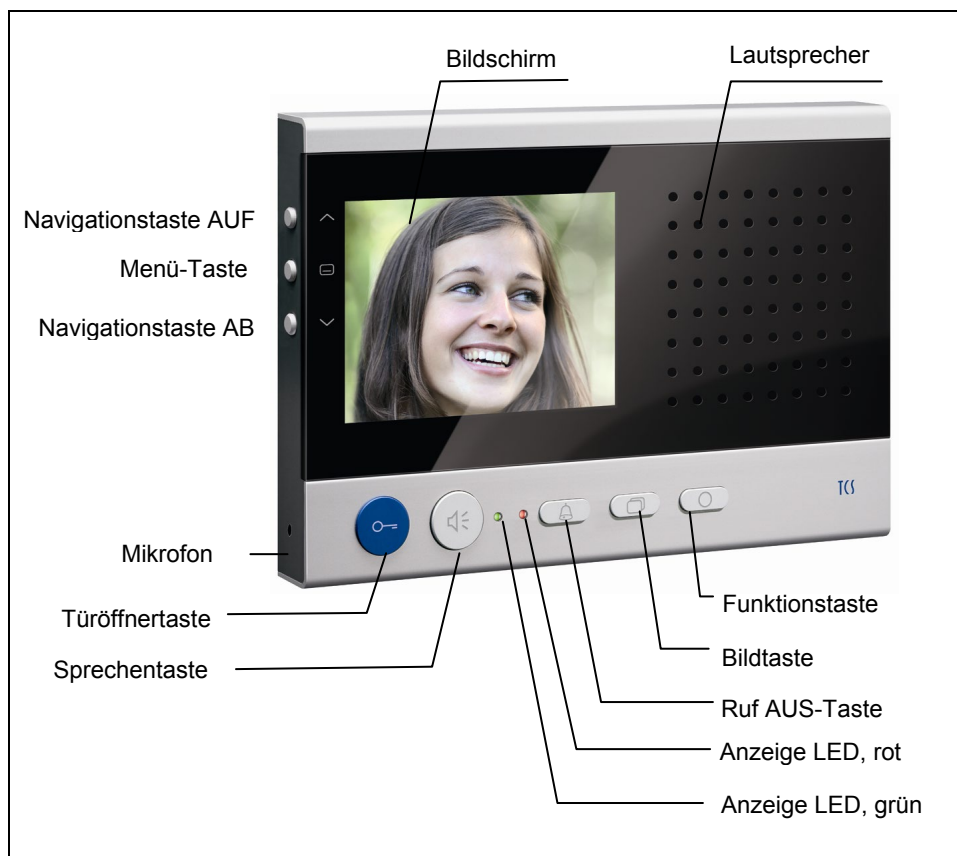 Bildschirm
Lautsprecher
Navigationstaste AUF
Menü-Taste
Navigationstaste AB
TCS
Mikrofon
Türöffnertaste
Sprechentaste
Funktionstaste
Bildtaste
Ruf AUS-Taste
Anzeige LED, rot
Anzeige LED, grün